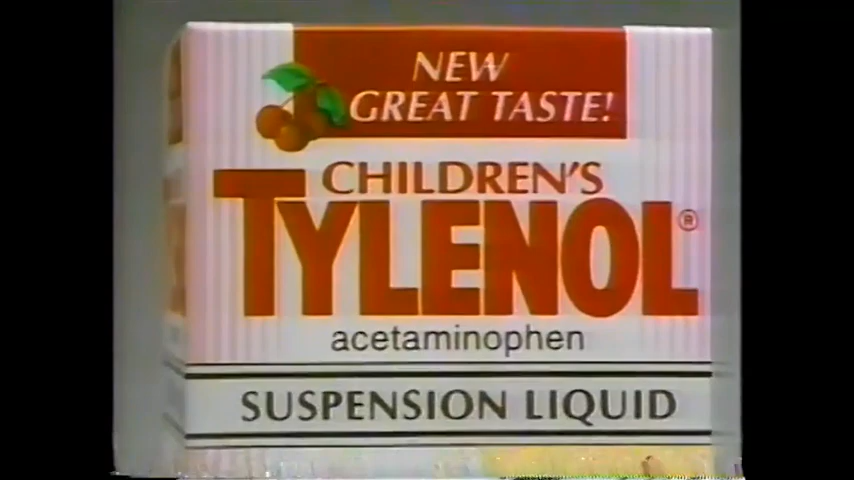 NEW
GREAT TASTE!
CHILDREN'S
TYLENOL®
acetaminophen
SUSPENSION LIQUID